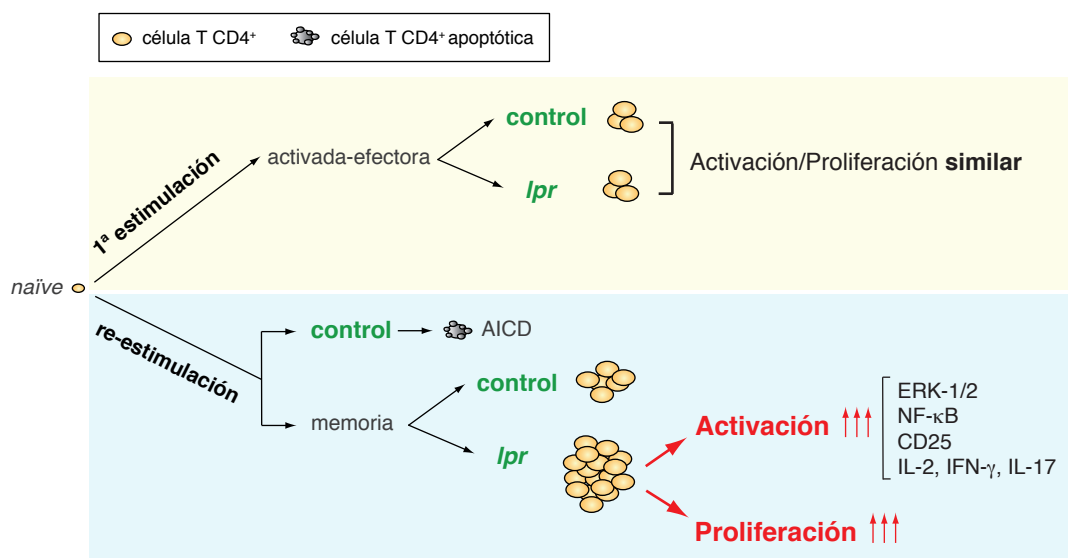 célula T CD4⁺
célula T CD4⁺ apoptótica
1ª estimulación
activada-efectora
control
lpr
Activación/Proliferación similar
naïve
re-estimulación
control
AICD
memoria
control
lpr
Activación
ERK-1/2
NF-κB
CD25
IL-2, IFN-γ, IL-17
Proliferación